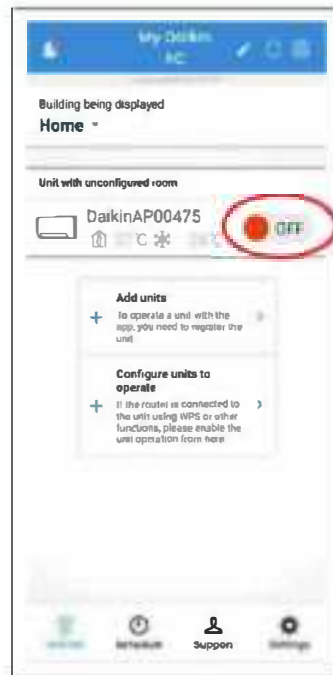 My Daikin
AC
Building being displayed
Home
Unit with unconfigured room
DaikinAP00475
°C °C
OFF
Add units
To operate a unit with the
app, you need to register the
unit
Configure units to
operate
If the router is connected to
the unit using WPS or other
functions, please enable the
unit operation from here
Schedule
Support
Settings